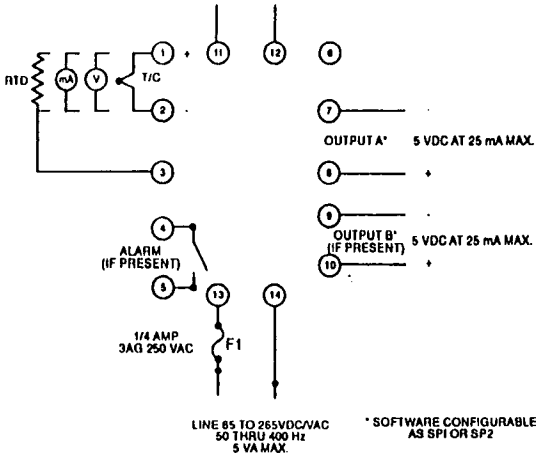 1 + 11 12 6
RTD mA V T/C
2 - 7 -
OUTPUT A* 5 VDC AT 25 mA MAX.
3 8 +
9 -
4
OUTPUT B* 5 VDC AT 25 mA MAX.
(IF PRESENT)
ALARM
(IF PRESENT)
10 +
5 13 14
1/4 AMP
3AG 250 VAC
F1
LINE 85 TO 265VDC/VAC
50 THRU 400 Hz
5 VA MAX.
* SOFTWARE CONFIGURABLE
AS SP1 OR SP2